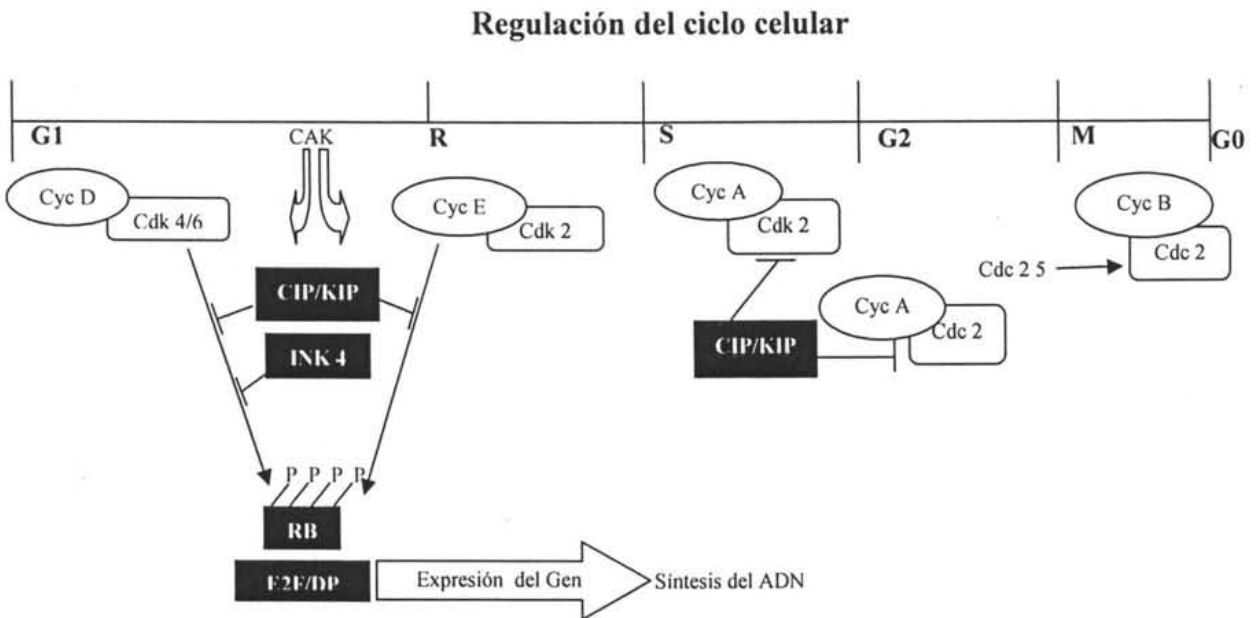 Regulación del ciclo celular
G1
CAK
R
S
G2
M
G0
Cyc D
Cdk 4/6
Cyc E
Cdk 2
Cyc A
Cdk 2
Cyc B
Cdc 2
Cdc 2 5
CIP/KIP
INK 4
CIP/KIP
Cyc A
Cdc 2
P P P P
RB
E2F/DP
Expresión del Gen
Síntesis del ADN